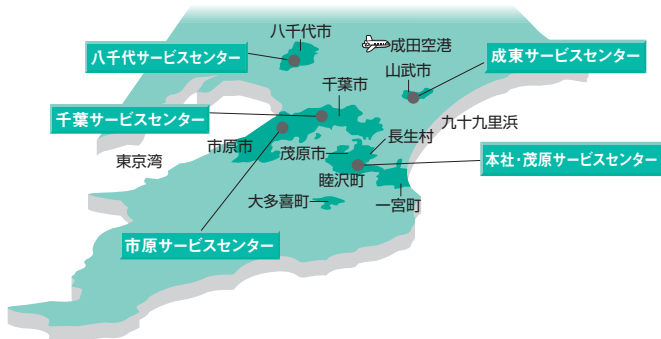 八千代市
成田空港
八千代サービスセンター
成東サービスセンター
山武市
千葉市
千葉サービスセンター
九十九里浜
長生村
市原市
茂原市
東京湾
本社・茂原サービスセンター
睦沢町
大多喜町
一宮町
市原サービスセンター